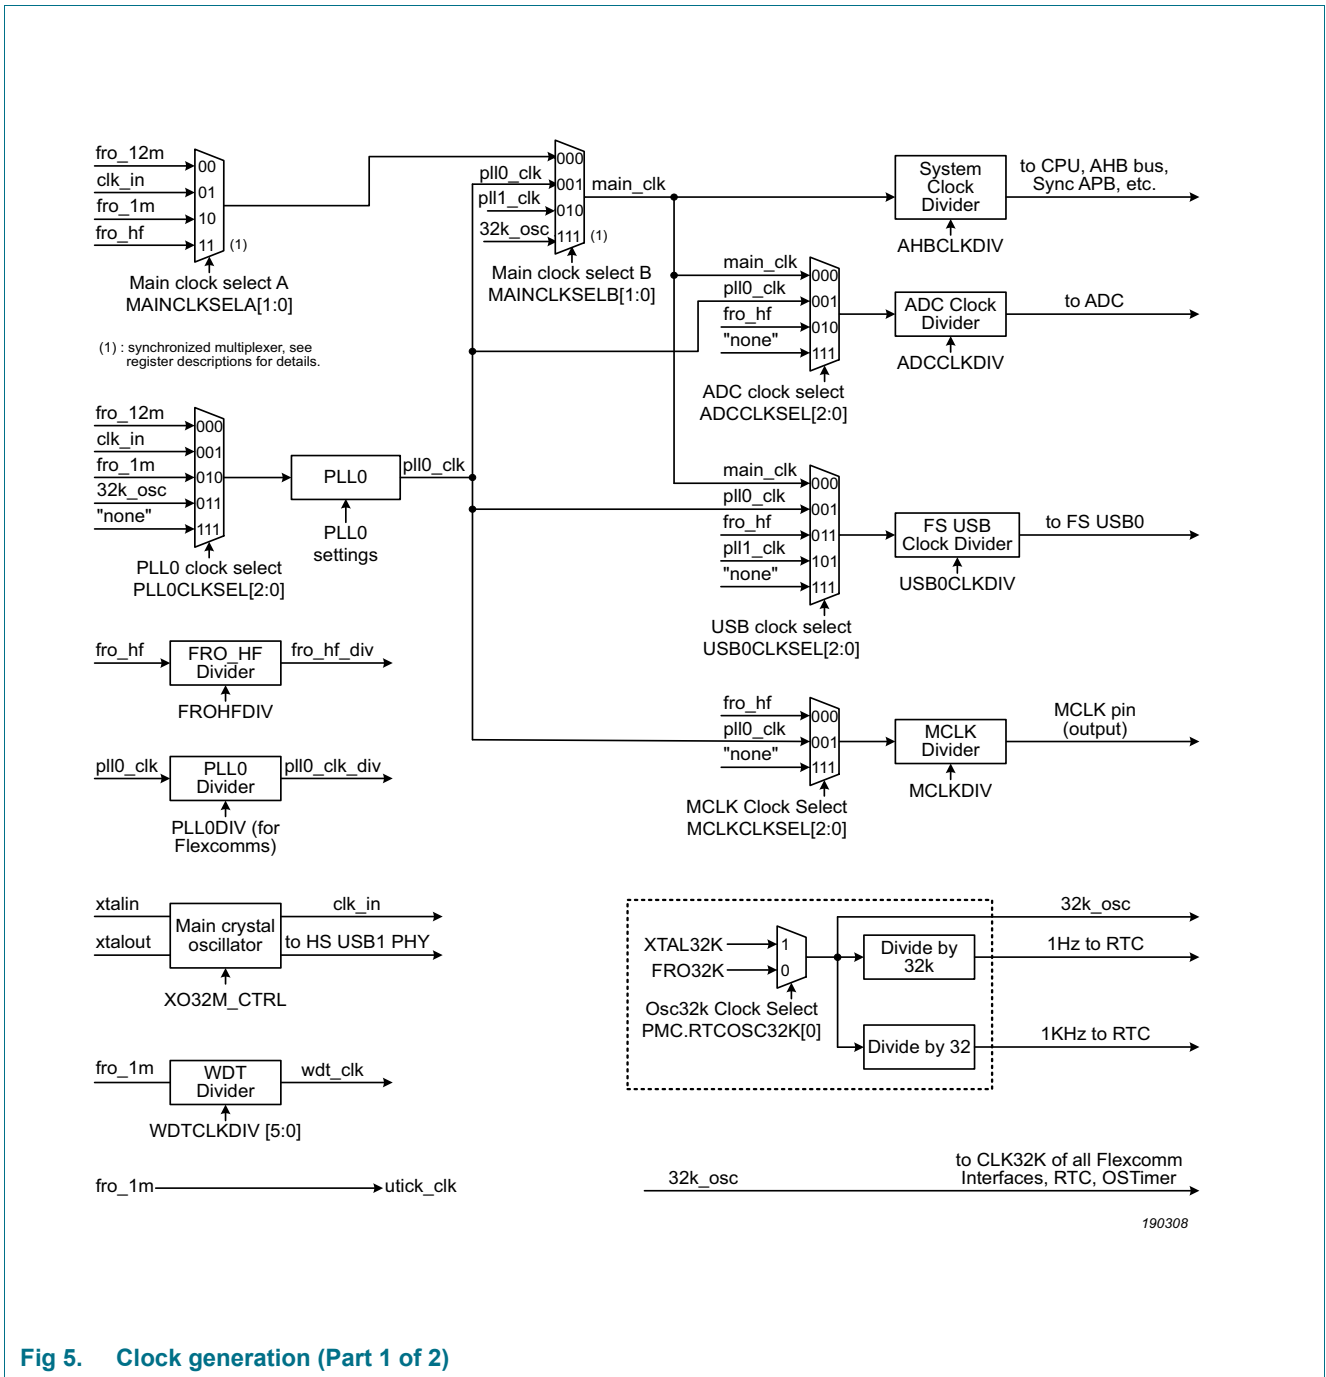 fro_12m
clk_in
fro_1m
fro_hf
00
01
10
11
(1)
Main clock select A
MAINCLKSELA[1:0]
(1) : synchronized multiplexer, see
register descriptions for details.
pll0_clk
pll1_clk
32k_osc
000
001
010
111
(1)
main_clk
Main clock select B
MAINCLKSELB[1:0]
System
Clock
Divider
AHBCLKDIV
to CPU, AHB bus,
Sync APB, etc.
main_clk
pll0_clk
fro_hf
"none"
000
001
010
111
ADC clock select
ADCCLKSEL[2:0]
ADC Clock
Divider
ADCCLKDIV
to ADC
fro_12m
clk_in
fro_1m
32k_osc
"none"
000
001
010
011
111
PLL0 clock select
PLL0CLKSEL[2:0]
PLL0
PLL0
settings
pll0_clk
main_clk
pll0_clk
fro_hf
pll1_clk
"none"
000
001
011
101
111
USB clock select
USB0CLKSEL[2:0]
FS USB
Clock Divider
USB0CLKDIV
to FS USB0
fro_hf
FRO_HF
Divider
fro_hf_div
FROHFDIV
fro_hf
pll0_clk
"none"
000
001
111
MCLK Clock Select
MCLKCLKSEL[2:0]
MCLK
Divider
MCLKDIV
MCLK pin
(output)
pll0_clk
PLL0
Divider
pll0_clk_div
PLL0DIV (for
Flexcomms)
xtalin
xtalout
Main crystal
oscillator
clk_in
to HS USB1 PHY
XO32M_CTRL
XTAL32K
FRO32K
1
0
Osc32k Clock Select
PMC.RTCOSC32K[0]
Divide by
32k
Divide by 32
32k_osc
1Hz to RTC
1KHz to RTC
fro_1m
WDT
Divider
wdt_clk
WDTCLKDIV [5:0]
fro_1m
utick_clk
32k_osc
to CLK32K of all Flexcomm
Interfaces, RTC, OSTimer
190308
Fig 5. Clock generation (Part 1 of 2)